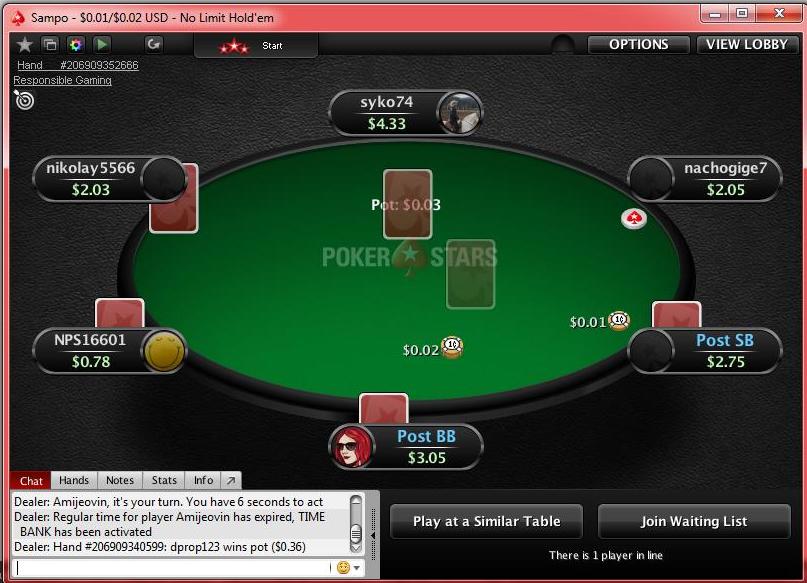 Sampo - $0.01/$0.02 USD - No Limit Hold'em
Start
OPTIONS
VIEW LOBBY
Hand #206909352666
Responsible Gaming
syko74
$4.33
nikolay5566
$2.03
nachogige7
$2.05
Pot: $0.03
POKER STARS
$0.01
1¢
NPS16601
$0.78
Post SB
$2.75
$0.02
1¢
Post BB
$3.05
Chat
Hands
Notes
Stats
Info
Dealer: Amijeovin, it's your turn. You have 6 seconds to act
Dealer: Regular time for player Amijeovin has expired, TIME
BANK has been activated
Dealer: Hand #206909340599: dprop123 wins pot ($0.36)
Play at a Similar Table
Join Waiting List
There is 1 player in line